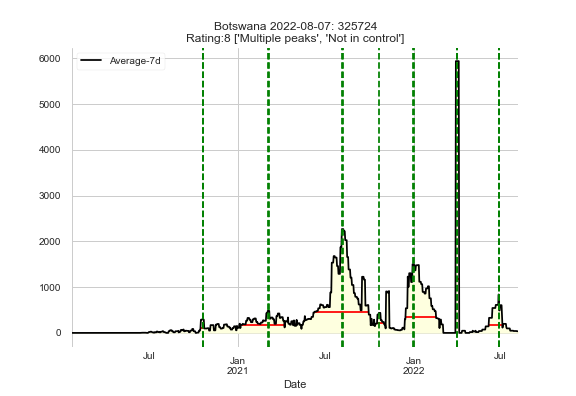 Botswana 2022-08-07: 325724
Rating:8 ['Multiple peaks', 'Not in control']
Average-7d
6000
5000
4000
3000
2000
1000
0
Jul
Jan
2021
Jul
Jan
2022
Jul
Date